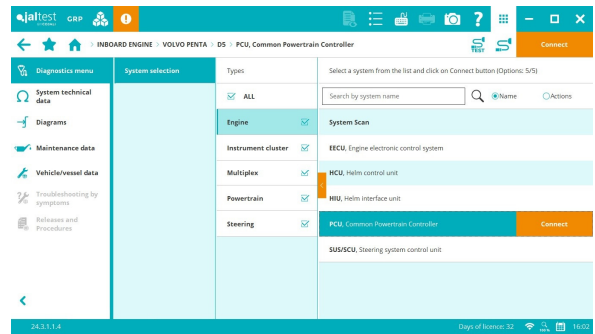 jaltest GRP
by COJALI
INBOARD ENGINE > VOLVO PENTA > D5 > PCU, Common Powertrain Controller
TEST
Connect
Diagnostics menu
System selection
Types
Select a system from the list and click on Connect button (Options: 5/5)
System technical data
ALL
Search by system name
Name
Actions
Diagrams
Engine
System Scan
Maintenance data
Instrument cluster
EECU, Engine electronic control system
Vehicle/vessel data
Multiplex
HCU, Helm control unit
Troubleshooting by symptoms
Powertrain
HIU, Helm interface unit
Releases and Procedures
Steering
PCU, Common Powertrain Controller
Connect
SUS/SCU, Steering system control unit
24.3.1.1.4
Days of licence: 32
100%
16:02